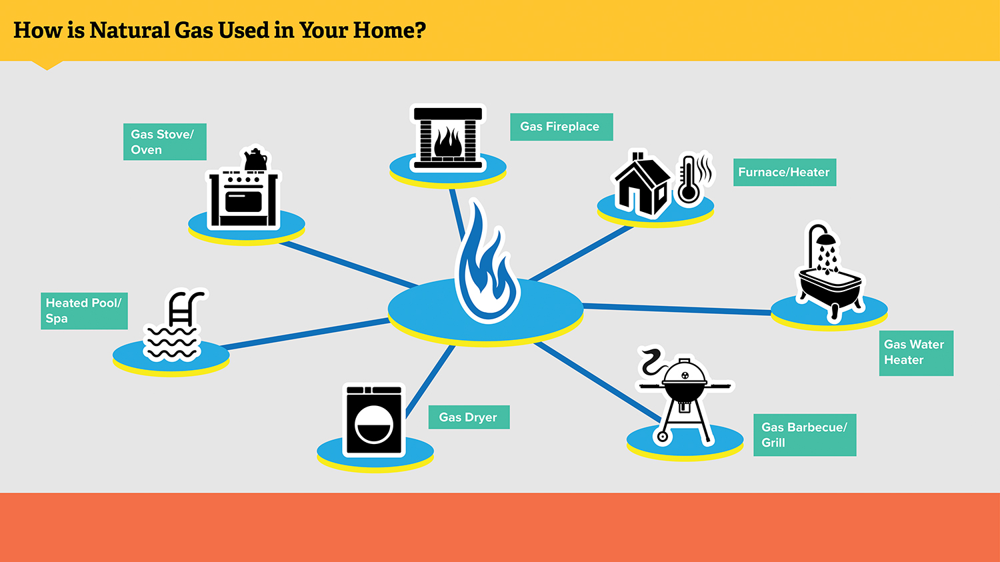 How is Natural Gas Used in Your Home?
Gas Stove/
Oven
Gas Fireplace
Furnace/Heater
Heated Pool/
Spa
Gas Water
Heater
Gas Dryer
Gas Barbecue/
Grill